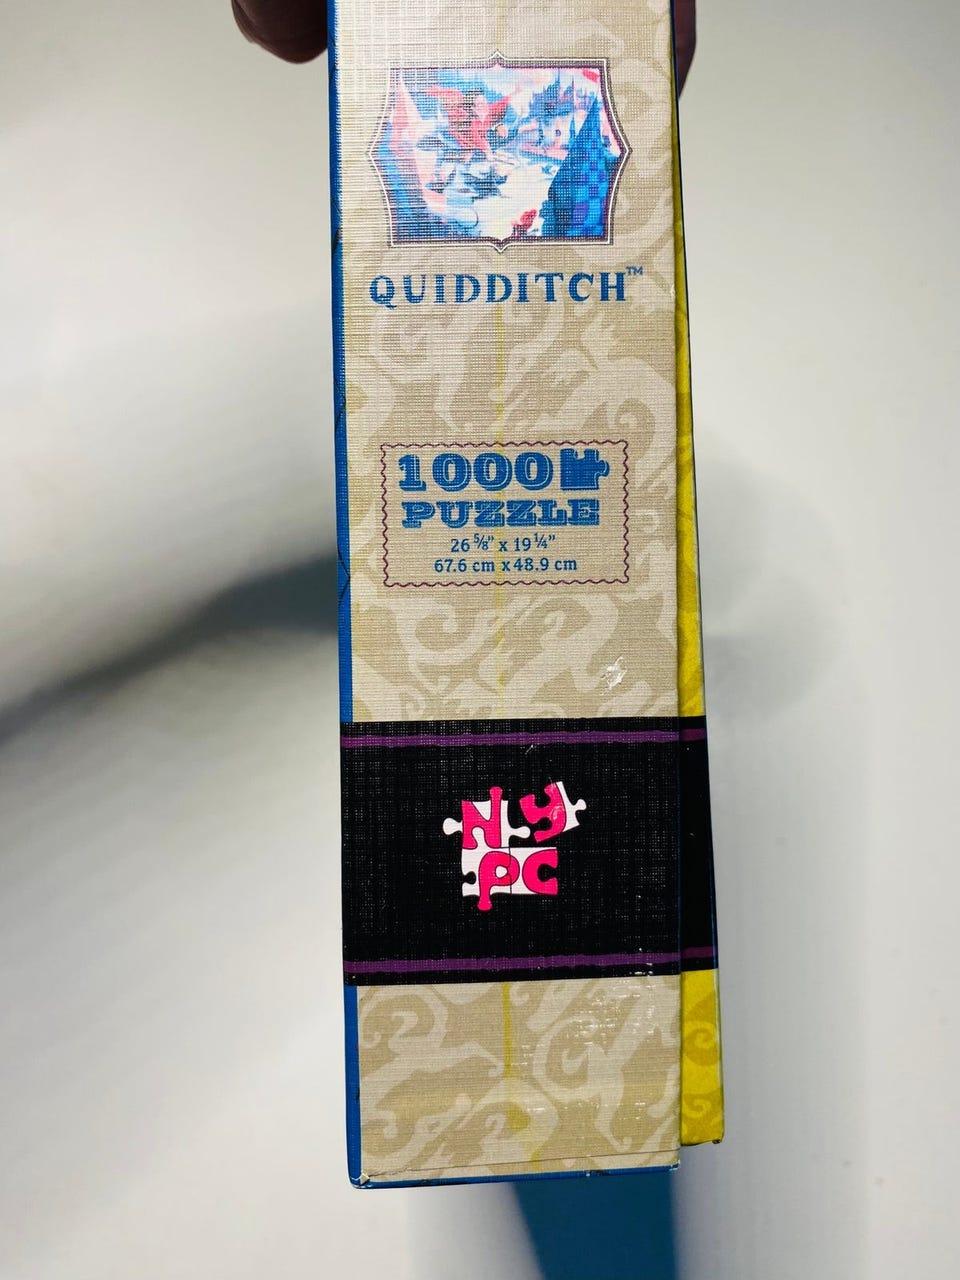 QUIDDITCH™
1000
PUZZLE
26 ⅝" x 19 ¼"
67.6 cm x 48.9 cm
NY
PC